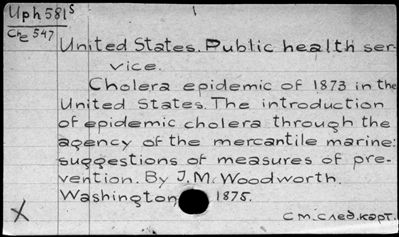 Uph 581s
Che 547
United States. Public health ser-
vice.
Cholera epidemic of 1873 in the
United States. The introduction
of epidemic cholera through the
agency of the mercantile marine:
suggestions of measures of pre-
vention. By J.M. Woodworth.
Washington 1875.
См. след. карт.